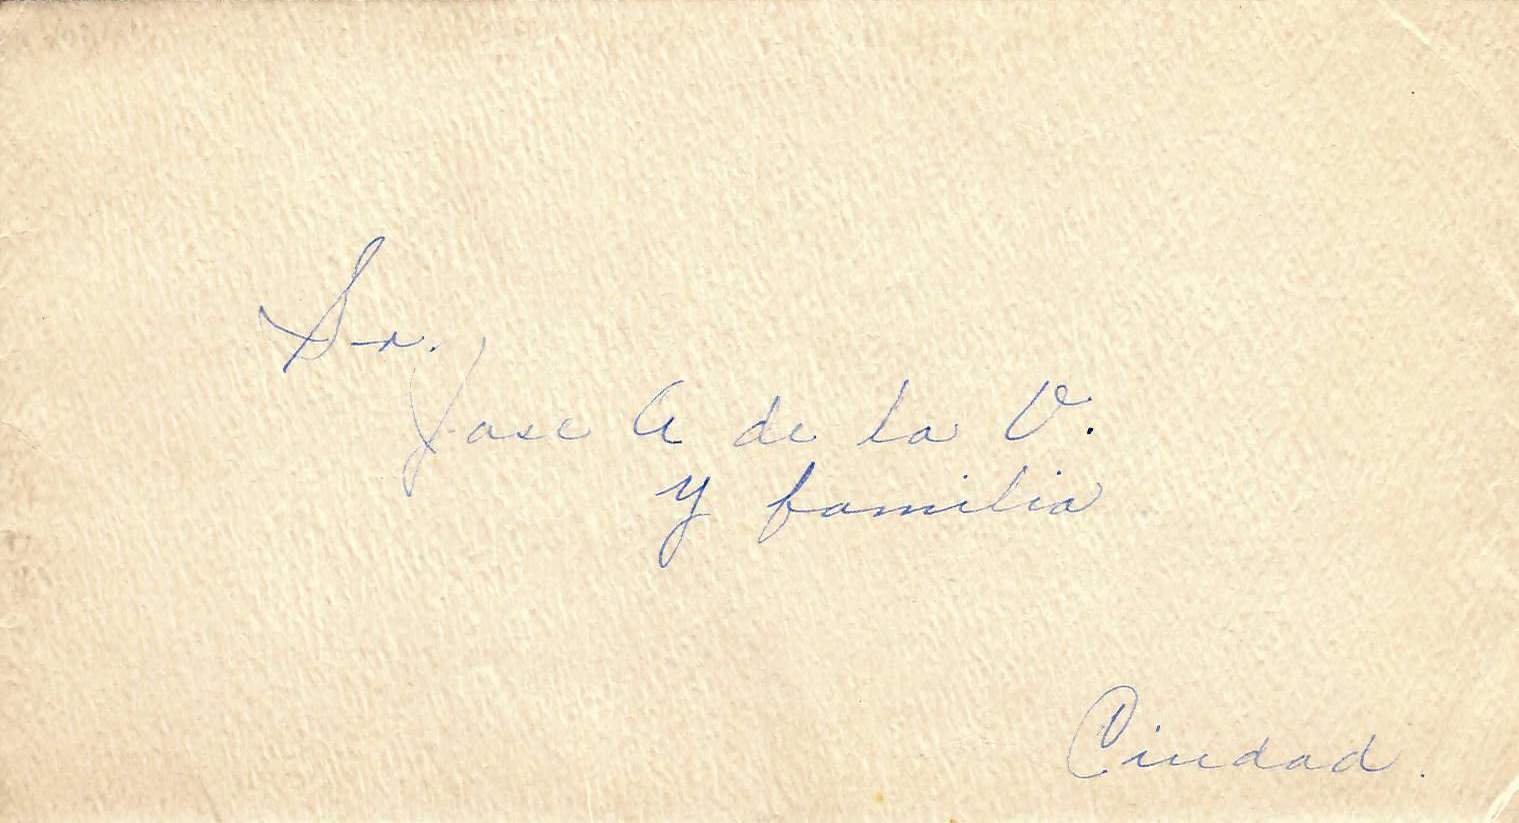 Sr.
Jose A de la V.
y familia
Ciudad.